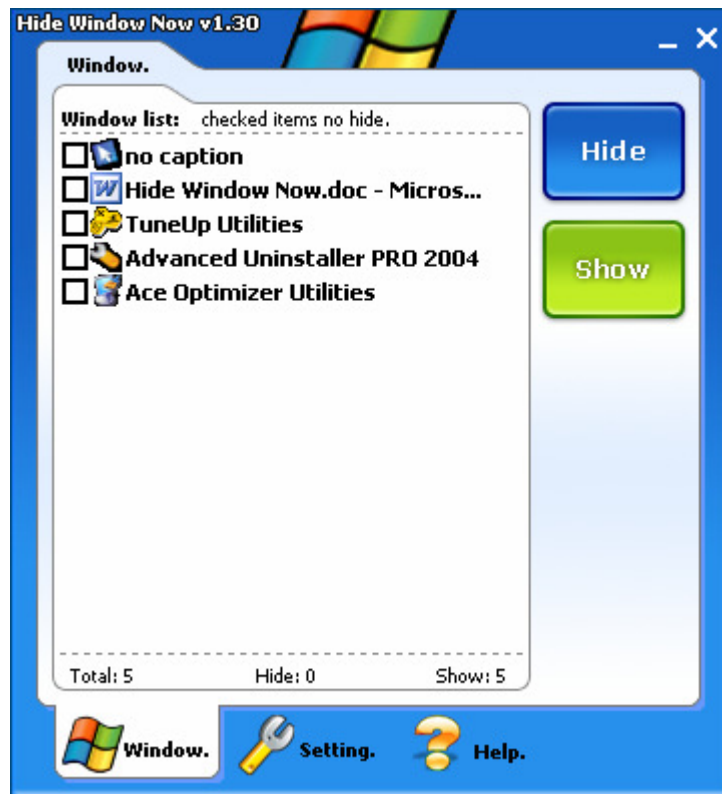 Hide Window Now v1.30
Window.
Window list: checked items no hide.
no caption
Hide Window Now.doc - Micros...
TuneUp Utilities
Advanced Uninstaller PRO 2004
Ace Optimizer Utilities
Hide
Show
Total: 5 Hide: 0 Show: 5
Window. Setting. Help.